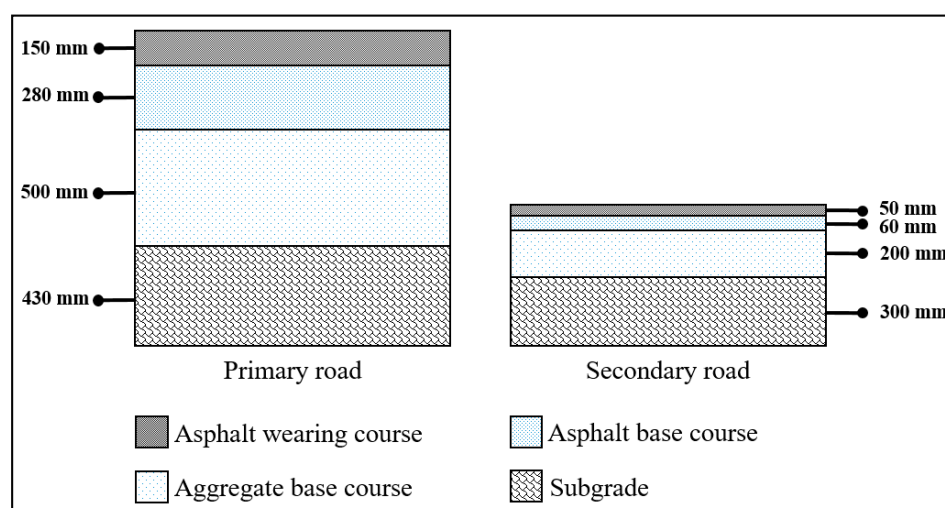 150 mm
280 mm
500 mm
430 mm
50 mm
60 mm
200 mm
300 mm
Primary road
Secondary road
Asphalt wearing course
Asphalt base course
Aggregate base course
Subgrade